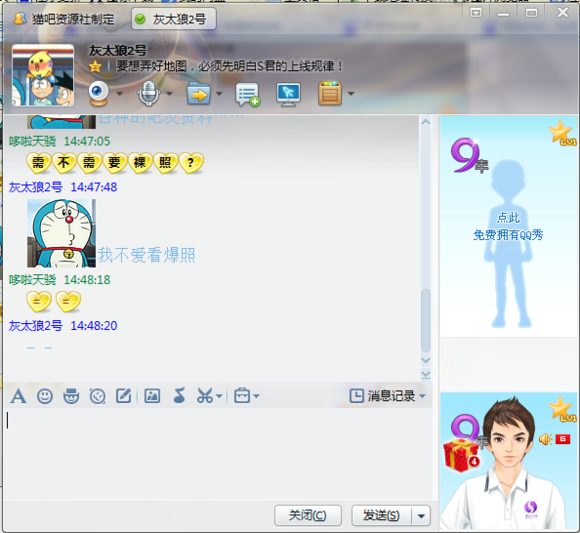 猫吧资源社制定
灰太狼2号
灰太狼2号
要想弄好地图，必须先明白S君的上线规律！
哆啦天骁 14:47:05
需不需要裸照？
灰太狼2号 14:47:48
我不爱看爆照
哆啦天骁 14:48:18
= =
灰太狼2号 14:48:20
- -
消息记录
关闭(C)
发送(S)
9年
LV1
点此
免费拥有QQ秀
9年
LV1
6
4